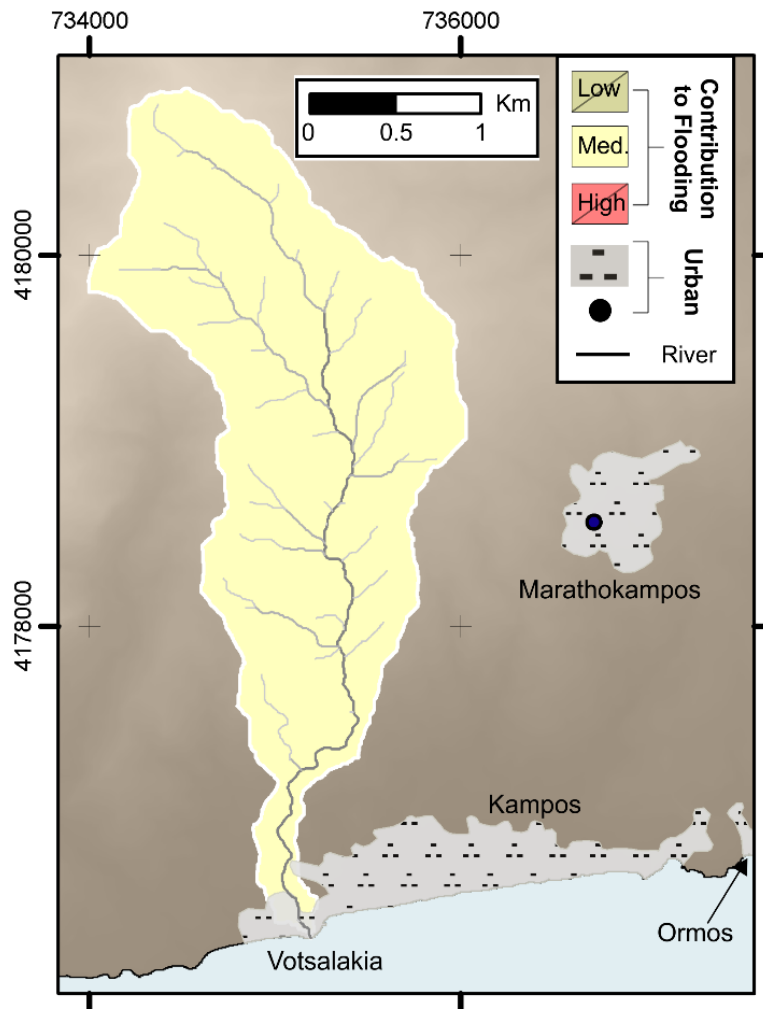 734000
736000
Low
Med.
High
Contribution
to Flooding
Urban
River
Km
0
0.5
1
4180000
4178000
Marathokampos
Kampos
Ormos
Votsalakia